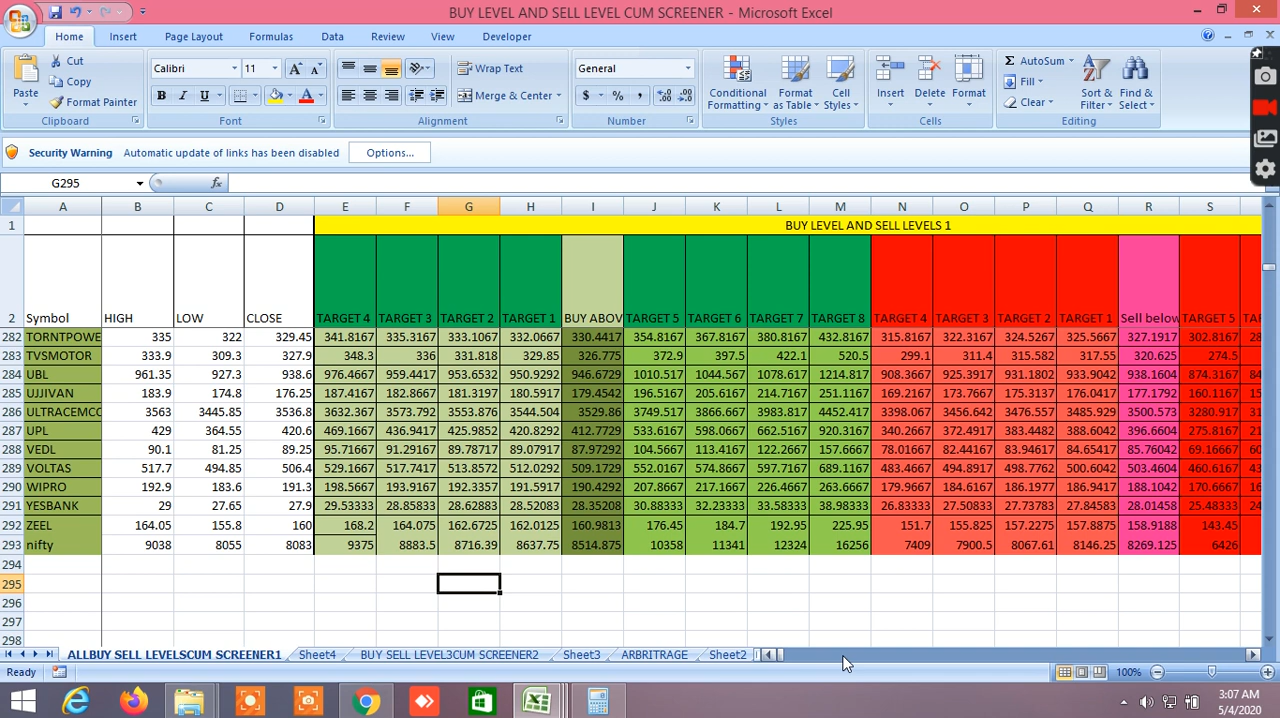 BUY LEVEL AND SELL LEVEL CUM SCREENER - Microsoft Excel
Home Insert Page Layout Formulas Data Review View Developer
Paste Cut Calibri 11 Wrap Text General Conditional Formatting Format as Table Cell Styles Insert Delete Format AutoSum Sort & Filter Find & Select
Copy Fill
Format Painter B I U Merge & Center $ % , Clear
Clipboard Font Alignment Number Styles Cells Editing
Security Warning Automatic update of links has been disabled Options...
G295 fx
A B C D E F G H I J K L M N O P Q R S
1 BUY LEVEL AND SELL LEVELS 1
2 Symbol HIGH LOW CLOSE TARGET 4 TARGET 3 TARGET 2 TARGET 1 BUY ABOV TARGET 5 TARGET 6 TARGET 7 TARGET 8 TARGET 4 TARGET 3 TARGET 2 TARGET 1 Sell below TARGET 5
282 TORNTPOWE 335 322 329.45 341.8167 335.3167 333.1067 332.0667 330.4417 354.8167 367.8167 380.8167 432.8167 315.8167 322.3167 324.5267 325.5667 327.1917 302.8167 28
283 TVSMOTOR 333.9 309.3 327.9 348.3 336 331.818 329.85 326.775 372.9 397.5 422.1 520.5 299.1 311.4 315.582 317.55 320.625 274.5
284 UBL 961.35 927.3 938.6 976.4667 959.4417 953.6532 950.9292 946.6729 1010.517 1044.567 1078.617 1214.817 908.3667 925.3917 931.1802 933.9042 938.1604 874.3167 84
285 UJJIVAN 183.9 174.8 176.25 187.4167 182.8667 181.3197 180.5917 179.4542 196.5167 205.6167 214.7167 251.1167 169.2167 173.7667 175.3137 176.0417 177.1792 160.1167 15
286 ULTRACEMCO 3563 3445.85 3536.8 3632.367 3573.792 3553.876 3544.504 3529.86 3749.517 3866.667 3983.817 4452.417 3398.067 3456.642 3476.557 3485.929 3500.573 3280.917 31
287 UPL 429 364.55 420.6 469.1667 436.9417 425.9852 420.8292 412.7729 533.6167 598.0667 662.5167 920.3167 340.2667 372.4917 383.4482 388.6042 396.6604 275.8167 21
288 VEDL 90.1 81.25 89.25 95.71667 91.29167 89.78717 89.07917 87.97292 104.5667 113.4167 122.2667 157.6667 78.01667 82.44167 83.94617 84.65417 85.76042 69.16667 60
289 VOLTAS 517.7 494.85 506.4 529.1667 517.7417 513.8572 512.0292 509.1729 552.0167 574.8667 597.7167 689.1167 483.4667 494.8917 498.7762 500.6042 503.4604 460.6167 43
290 WIPRO 192.9 183.6 191.3 198.5667 193.9167 192.3357 191.5917 190.4292 207.8667 217.1667 226.4667 263.6667 179.9667 184.6167 186.1977 186.9417 188.1042 170.6667 16
291 YESBANK 29 27.65 27.9 29.53333 28.85833 28.62883 28.52083 28.35208 30.88333 32.23333 33.58333 38.98333 26.83333 27.50833 27.73783 27.84583 28.01458 25.48333 24
292 ZEEL 164.05 155.8 160 168.2 164.075 162.6725 162.0125 160.9813 176.45 184.7 192.95 225.95 151.7 155.825 157.2275 157.8875 158.9188 143.45
293 nifty 9038 8055 8083 9375 8883.5 8716.39 8637.75 8514.875 10358 11341 12324 16256 7409 7900.5 8067.61 8146.25 8269.125 6426
294
295
296
297
298
ALLBUY SELL LEVELSCUM SCREENER1 Sheet4 BUY SELL LEVEL3CUM SCREENER2 Sheet3 ARBRITRAGE Sheet2
Ready 100%
3:07 AM
5/4/2020